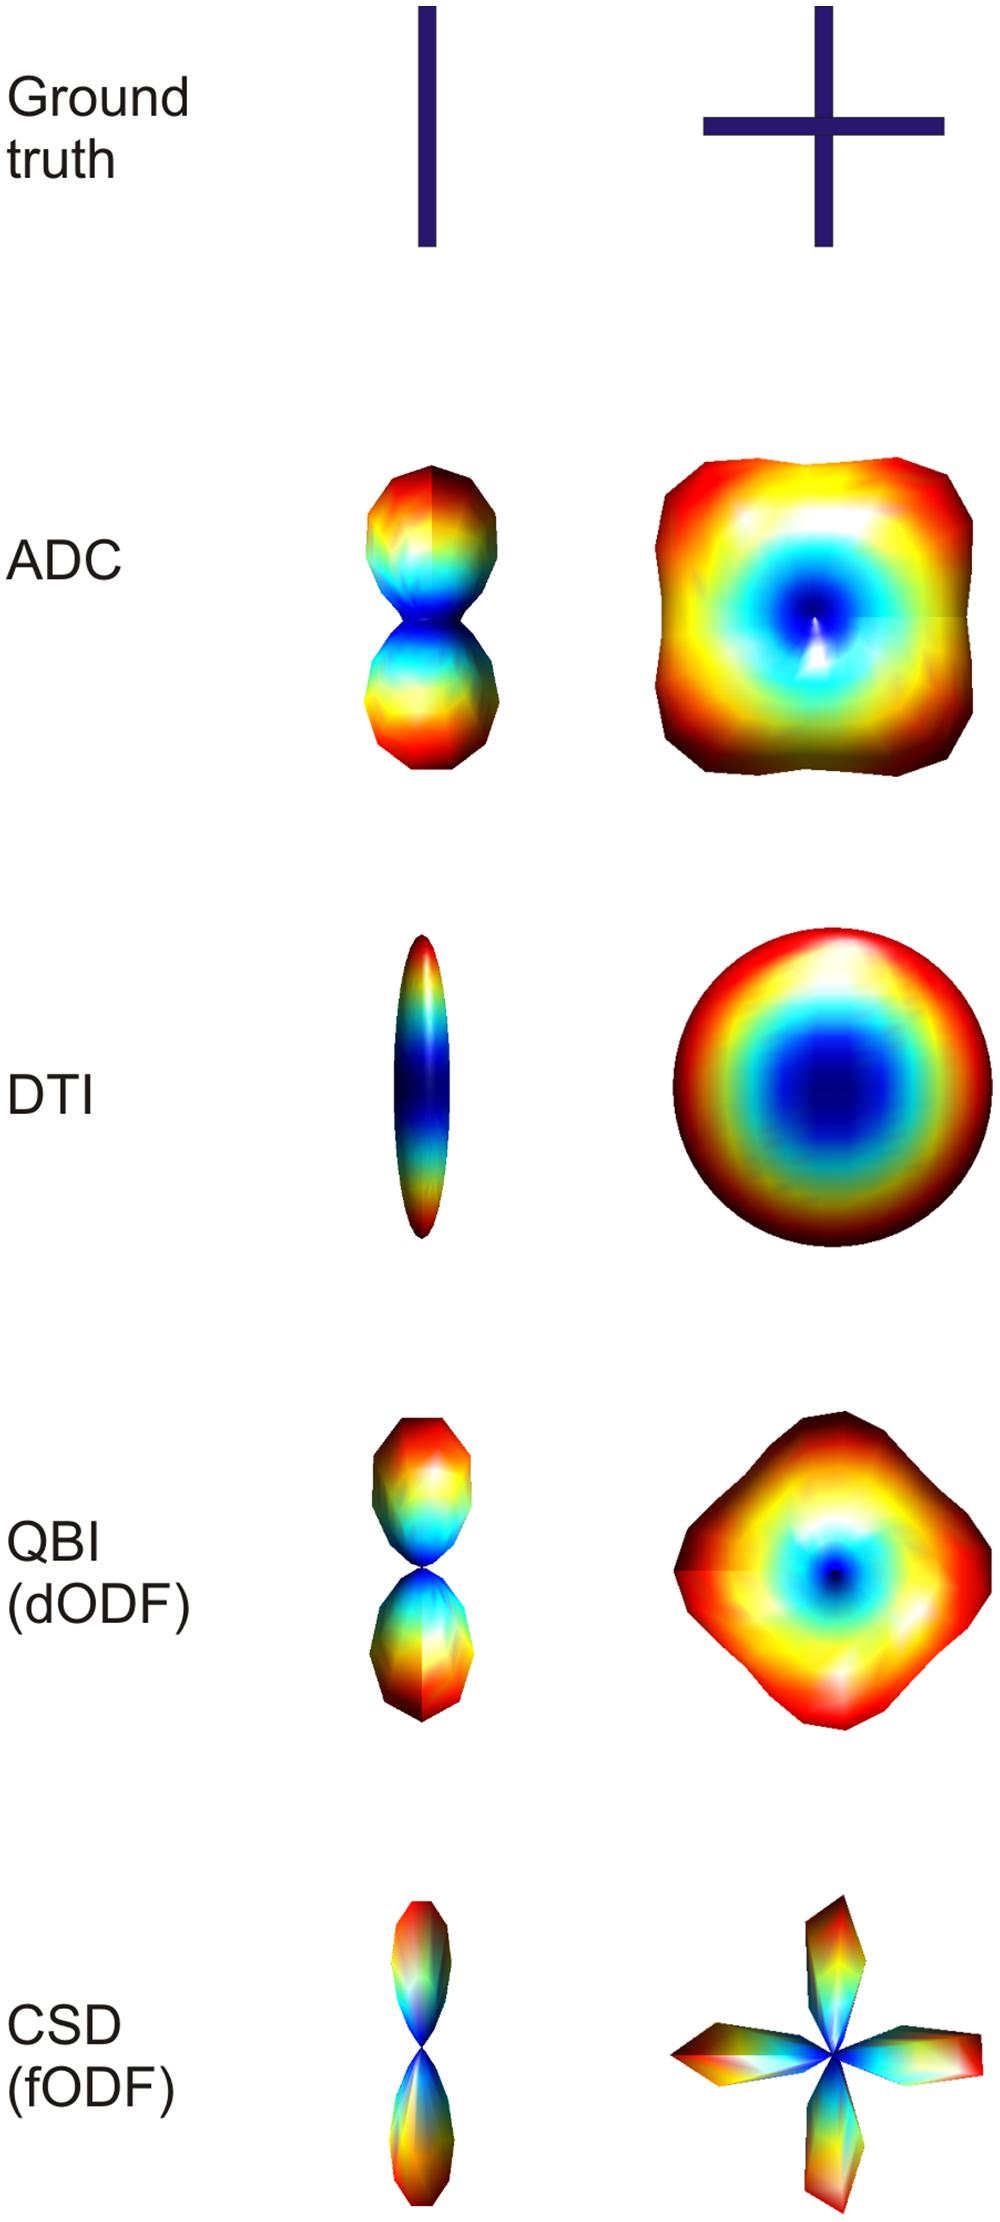 Ground
truth
ADC
DTI
QBI
(dODF)
CSD
(fODF)